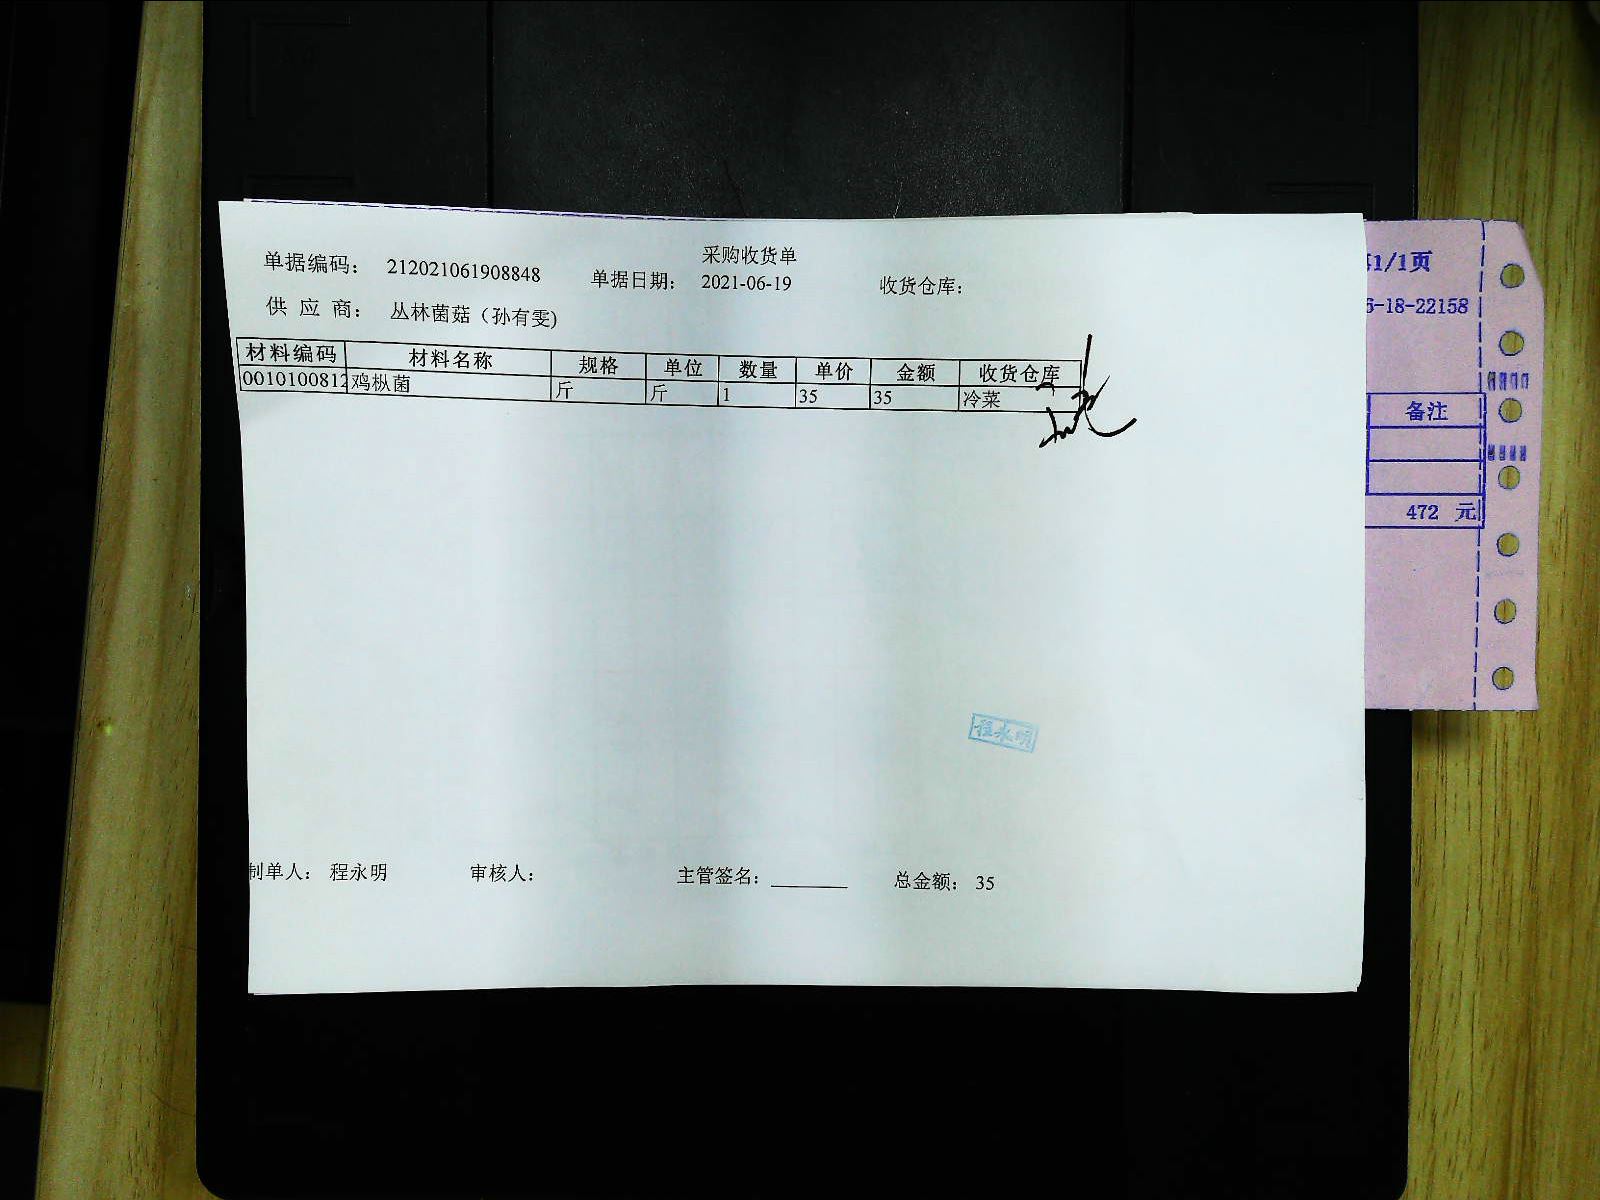 采购收货单
单据编码： 212021061908848 单据日期： 2021-06-19 收货仓库：
供 应 商： 丛林菌菇（孙有雯）
材料编码 材料名称 规格 单位 数量 单价 金额 收货仓库
0010100812 鸡枞菌 斤 斤 1 35 35 冷菜
程永明
制单人： 程永明 审核人： 主管签名： 总金额： 35
1/1页
-18-22158
备注
472 元